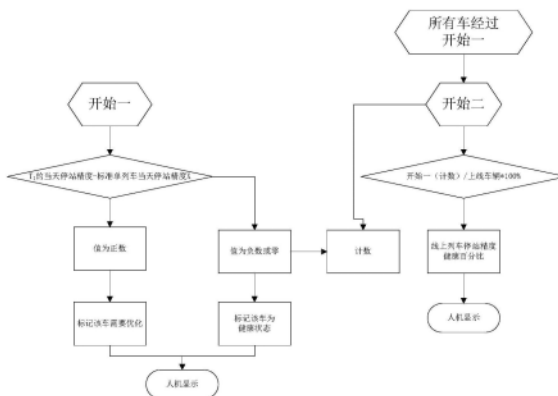 所有车经过
开始一
开始一
开始二
T₁的当天停站精度-标准单列车当天停站精度
开始一（计数）/上线车辆*100%
值为正数
值为负数或零
计数
线上列车停站精度
健康百分比
标记该车需要优化
标记该车为
健康状态
人机显示
人机显示